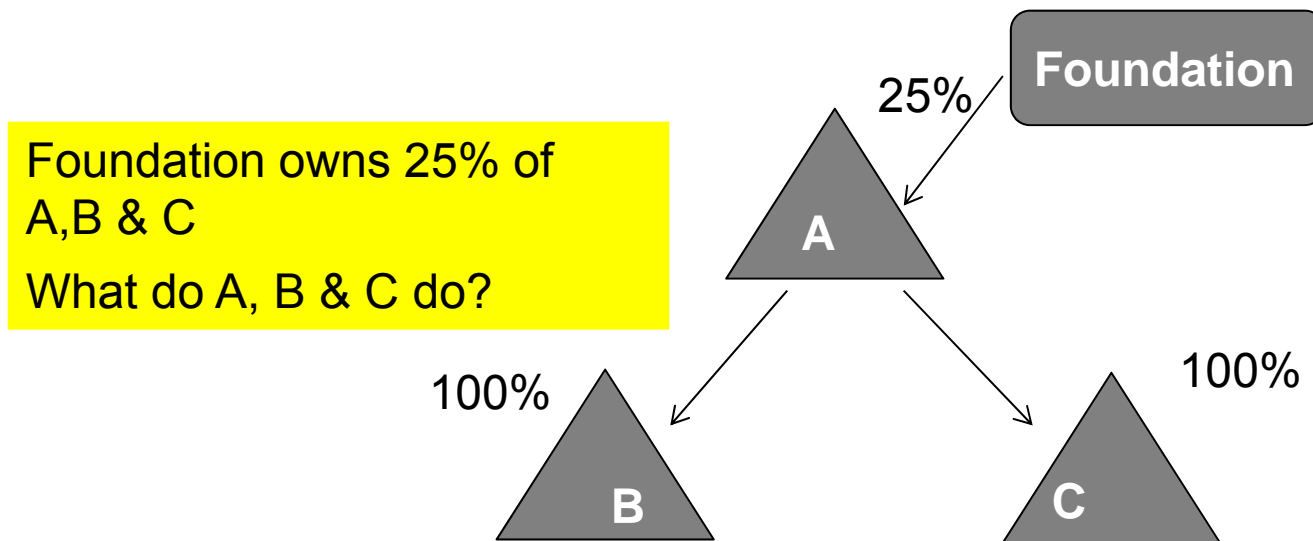 Foundation
25%
Foundation owns 25% of
A,B & C
What do A, B & C do?
A
100%
100%
B
C